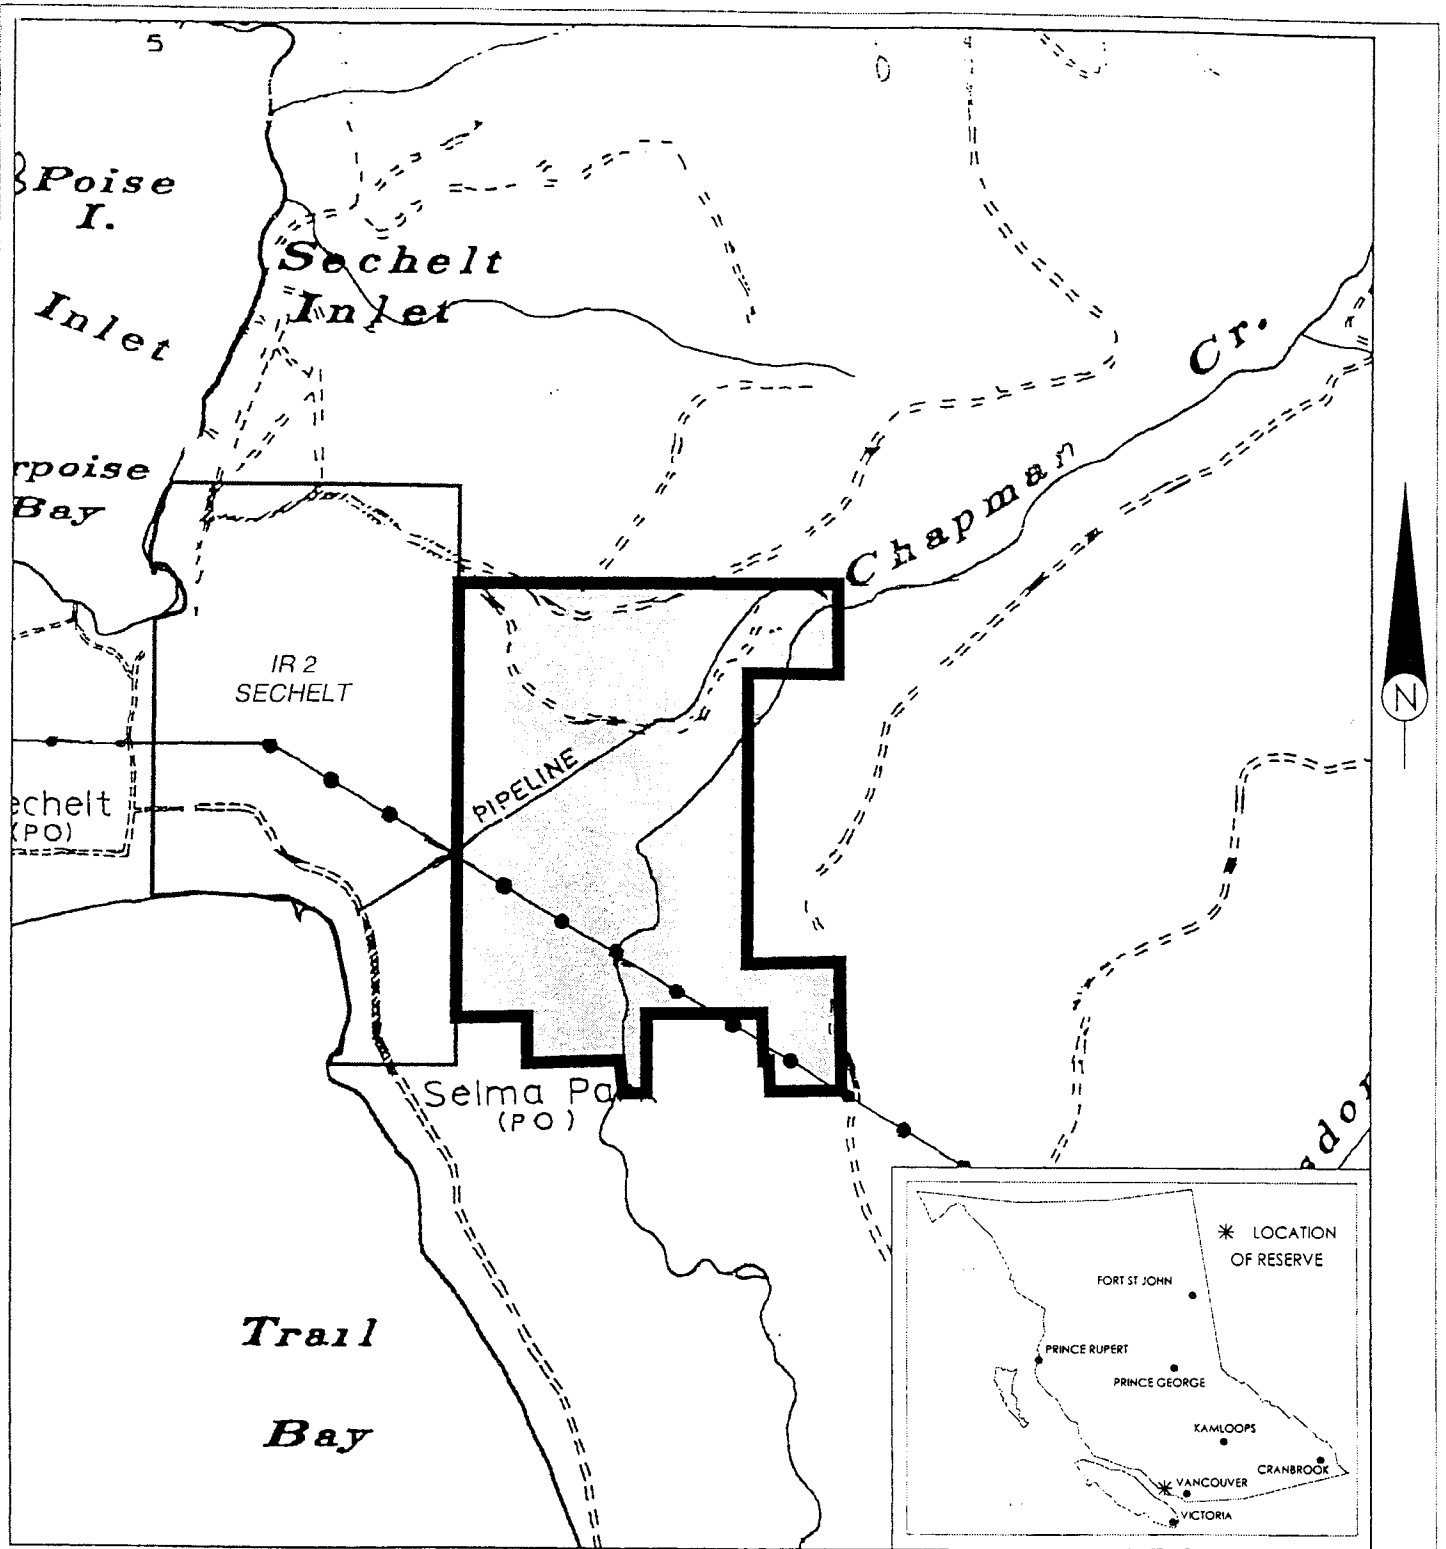 5
Poise
I.
Sechelt
Inlet
Inlet
Cr.
Chapman
rpoise
Bay
IR 2
SECHELT
N
PIPELINE
echelt
(PO)
Selma Pa
(PO)
gdon
Trail
Bay
LOCATION
OF RESERVE
FORT ST JOHN
PRINCE RUPERT
PRINCE GEORGE
KAMLOOPS
CRANBROOK
VANCOUVER
VICTORIA